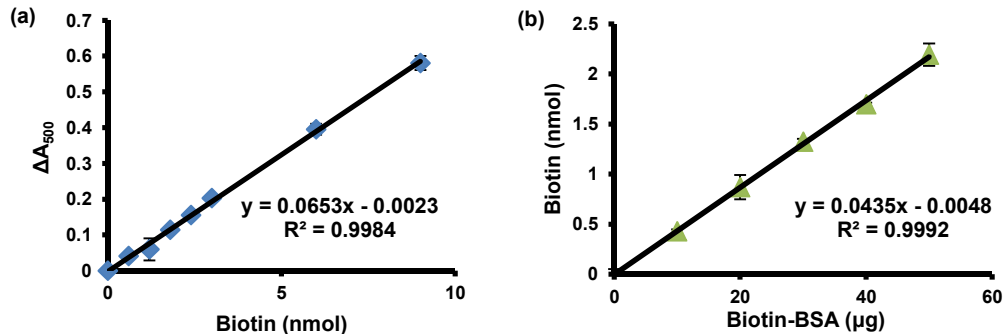 (a)
0.7
0.6
0.5
0.4
0.3
0.2
0.1
0
ΔA₅₀₀
y = 0.0653x - 0.0023
R² = 0.9984
0 5 10
Biotin (nmol)
(b)
2.5
2
1.5
1
0.5
0
Biotin (nmol)
y = 0.0435x - 0.0048
R² = 0.9992
0 20 40 60
Biotin-BSA (µg)